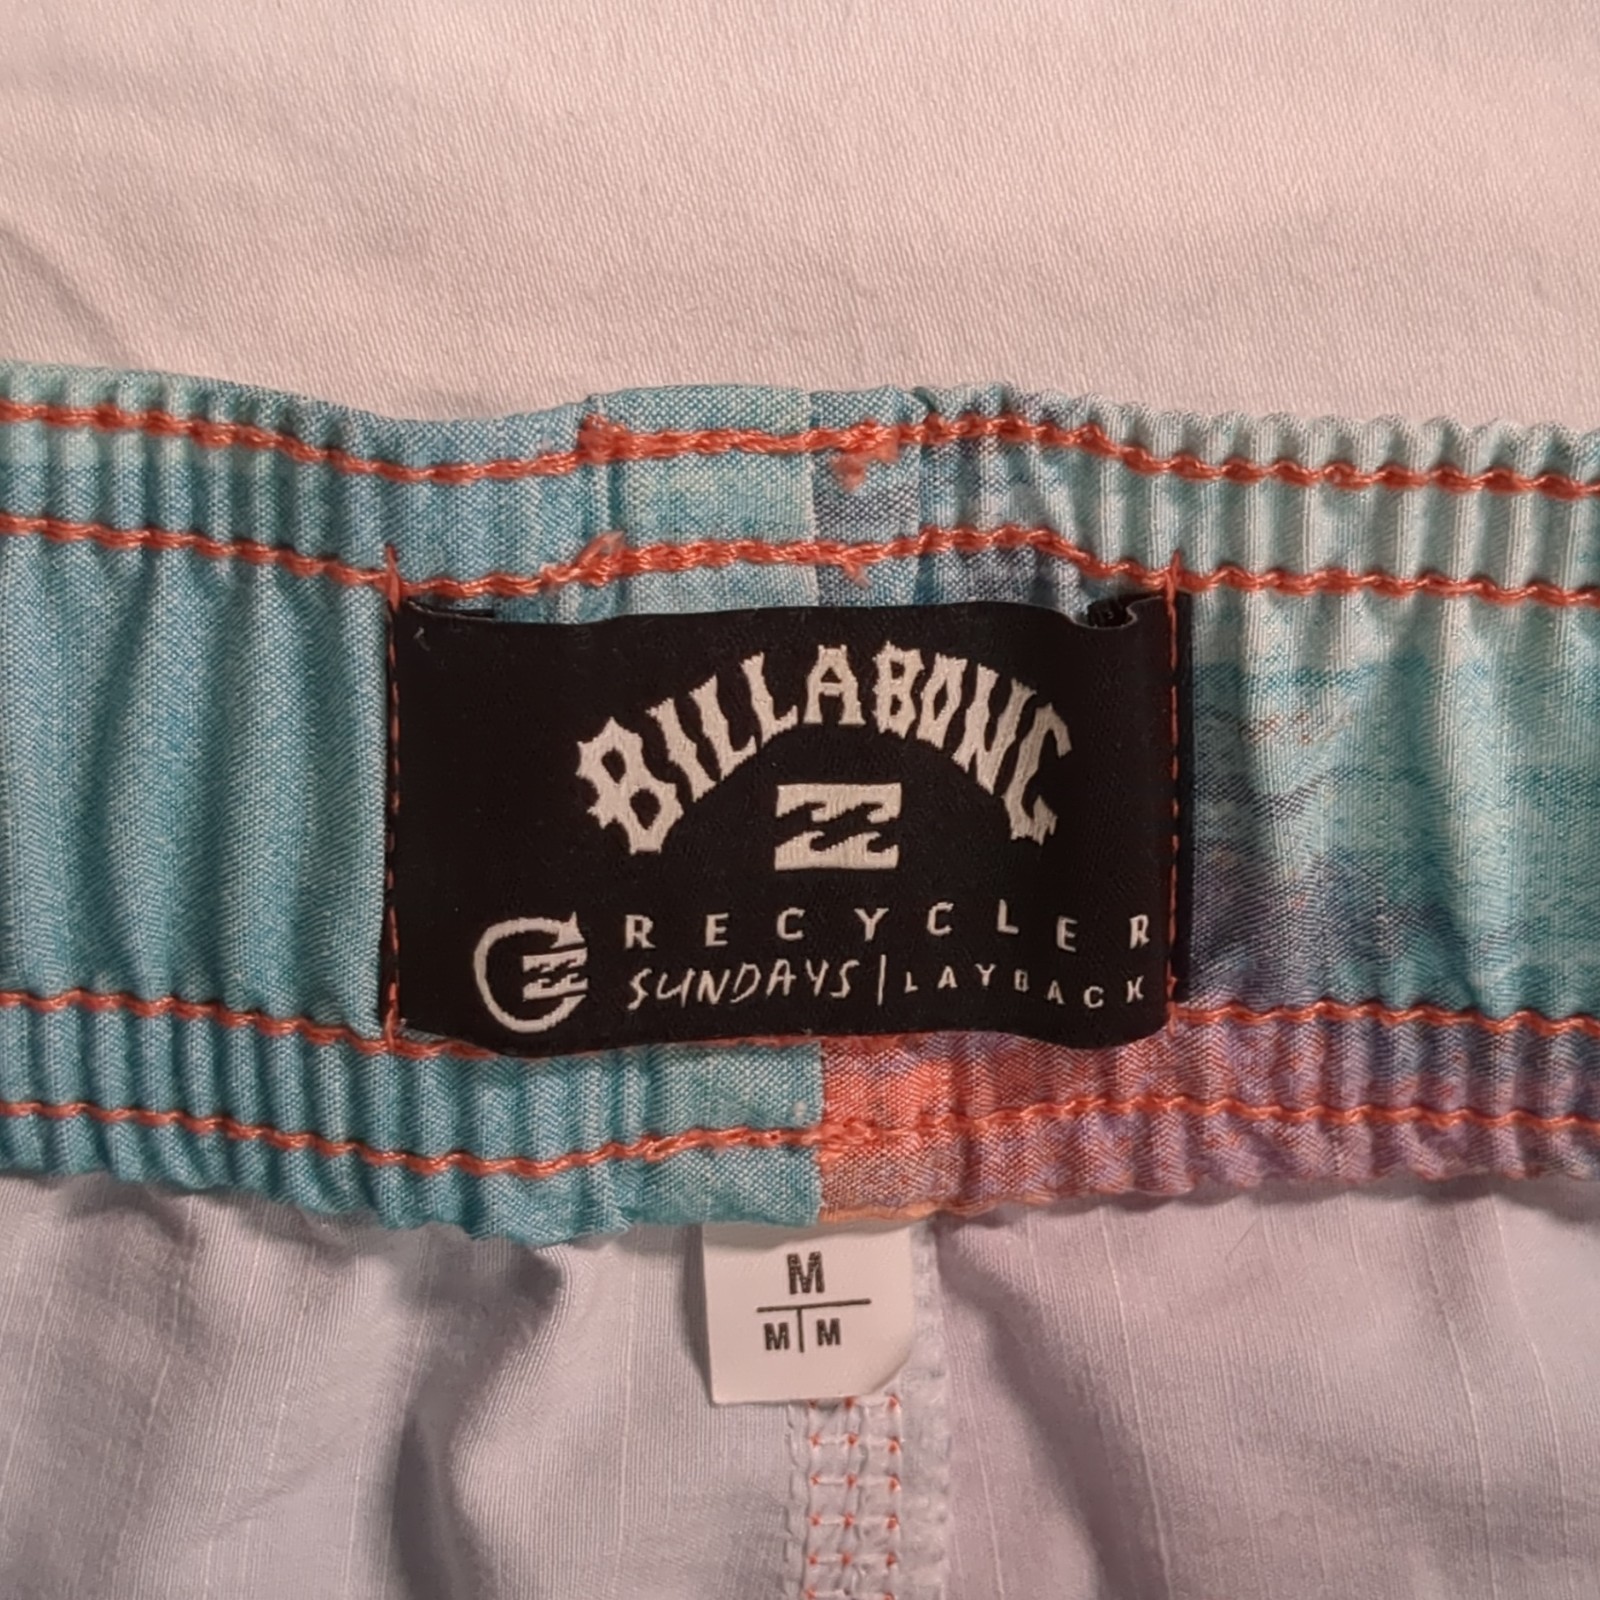 BILLABONG
RECYCLER
SUNDAYS | LAYBACK
M
M | M